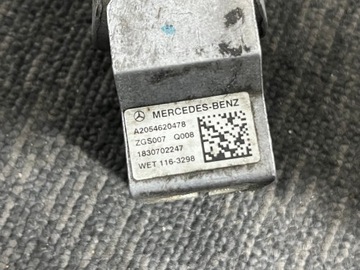 MERCEDES-BENZ
A2054620478
ZGS007 Q008
1830702247
WET 116-3298